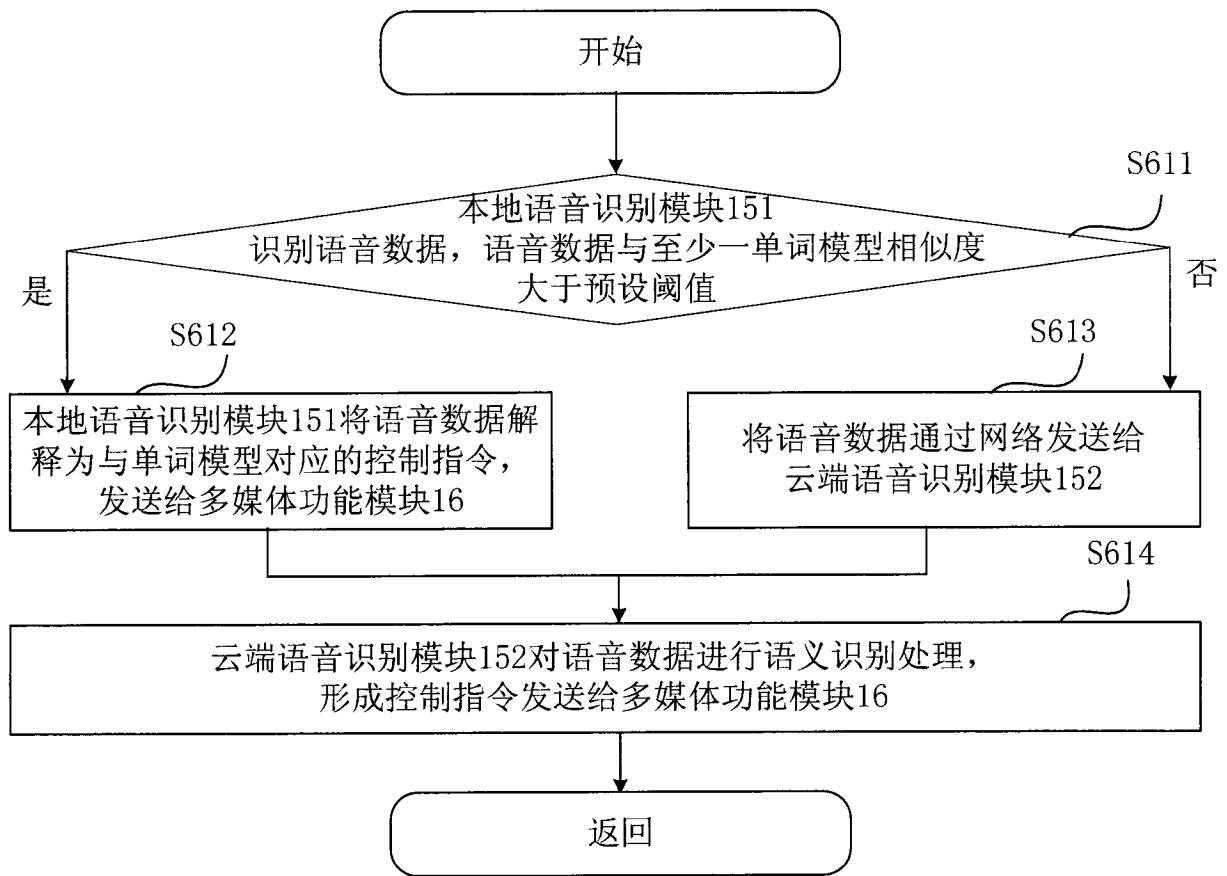 开始
S611
本地语音识别模块151
识别语音数据，语音数据与至少一单词模型相似度
大于预设阈值
是
否
S612
S613
本地语音识别模块151将语音数据解
释为与单词模型对应的控制指令，
发送给多媒体功能模块16
将语音数据通过网络发送给
云端语音识别模块152
S614
云端语音识别模块152对语音数据进行语义识别处理，
形成控制指令发送给多媒体功能模块16
返回